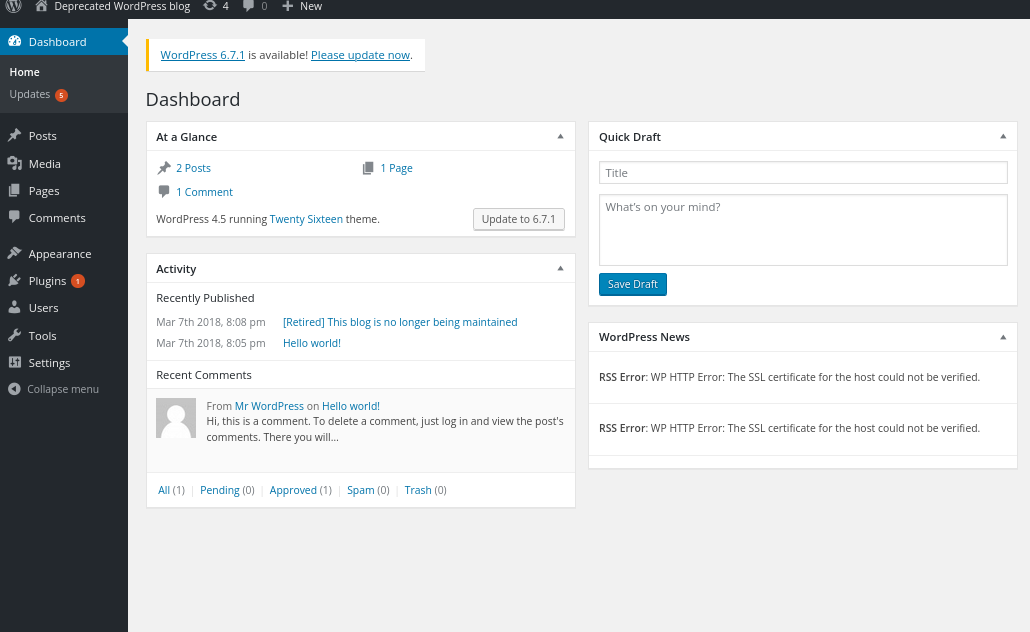 Deprecated WordPress blog 4 0 New
Dashboard
Home
Updates 5
Posts
Media
Pages
Comments
Appearance
Plugins 1
Users
Tools
Settings
Collapse menu
WordPress 6.7.1 is available! Please update now.
Dashboard
At a Glance
2 Posts
1 Page
1 Comment
WordPress 4.5 running Twenty Sixteen theme.
Update to 6.7.1
Activity
Recently Published
Mar 7th 2018, 8:08 pm [Retired] This blog is no longer being maintained
Mar 7th 2018, 8:05 pm Hello world!
Recent Comments
From Mr WordPress on Hello world!
Hi, this is a comment. To delete a comment, just log in and view the post's
comments. There you will...
All (1) | Pending (0) | Approved (1) | Spam (0) | Trash (0)
Quick Draft
Title
What's on your mind?
Save Draft
WordPress News
RSS Error: WP HTTP Error: The SSL certificate for the host could not be verified.
RSS Error: WP HTTP Error: The SSL certificate for the host could not be verified.